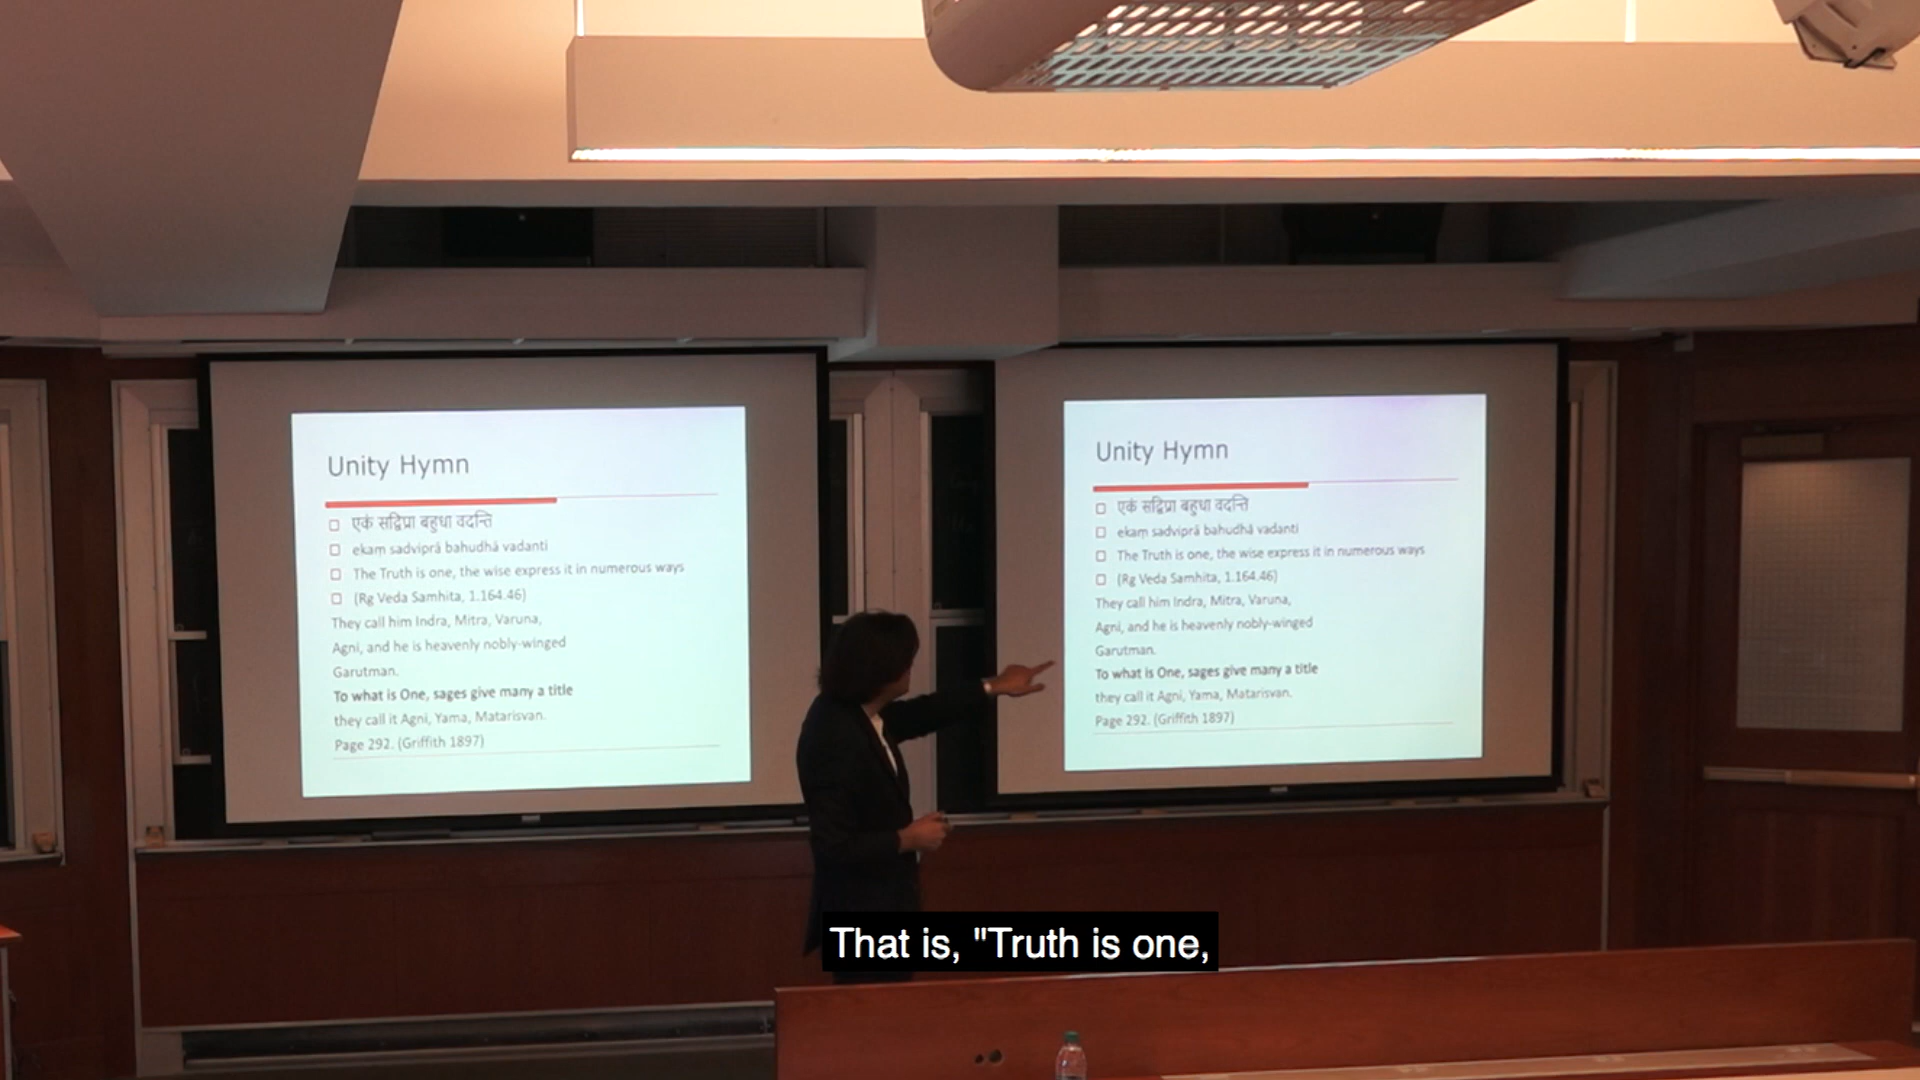 Unity Hymn
एकं सद्विप्रा बहुधा वदन्ति
ekaṃ sadviprā bahudhā vadanti
The Truth is one, the wise express it in numerous ways
(Rg Veda Samhita, 1.164.46)
They call him Indra, Mitra, Varuna,
Agni, and he is heavenly nobly-winged
Garutman.
To what is One, sages give many a title
they call it Agni, Yama, Matarisvan.
Page 292. (Griffith 1897)
Unity Hymn
एकं सद्विप्रा बहुधा वदन्ति
ekaṃ sadviprā bahudhā vadanti
The Truth is one, the wise express it in numerous ways
(Rg Veda Samhita, 1.164.46)
They call him Indra, Mitra, Varuna,
Agni, and he is heavenly nobly-winged
Garutman.
To what is One, sages give many a title
they call it Agni, Yama, Matarisvan.
Page 292. (Griffith 1897)
That is, "Truth is one,